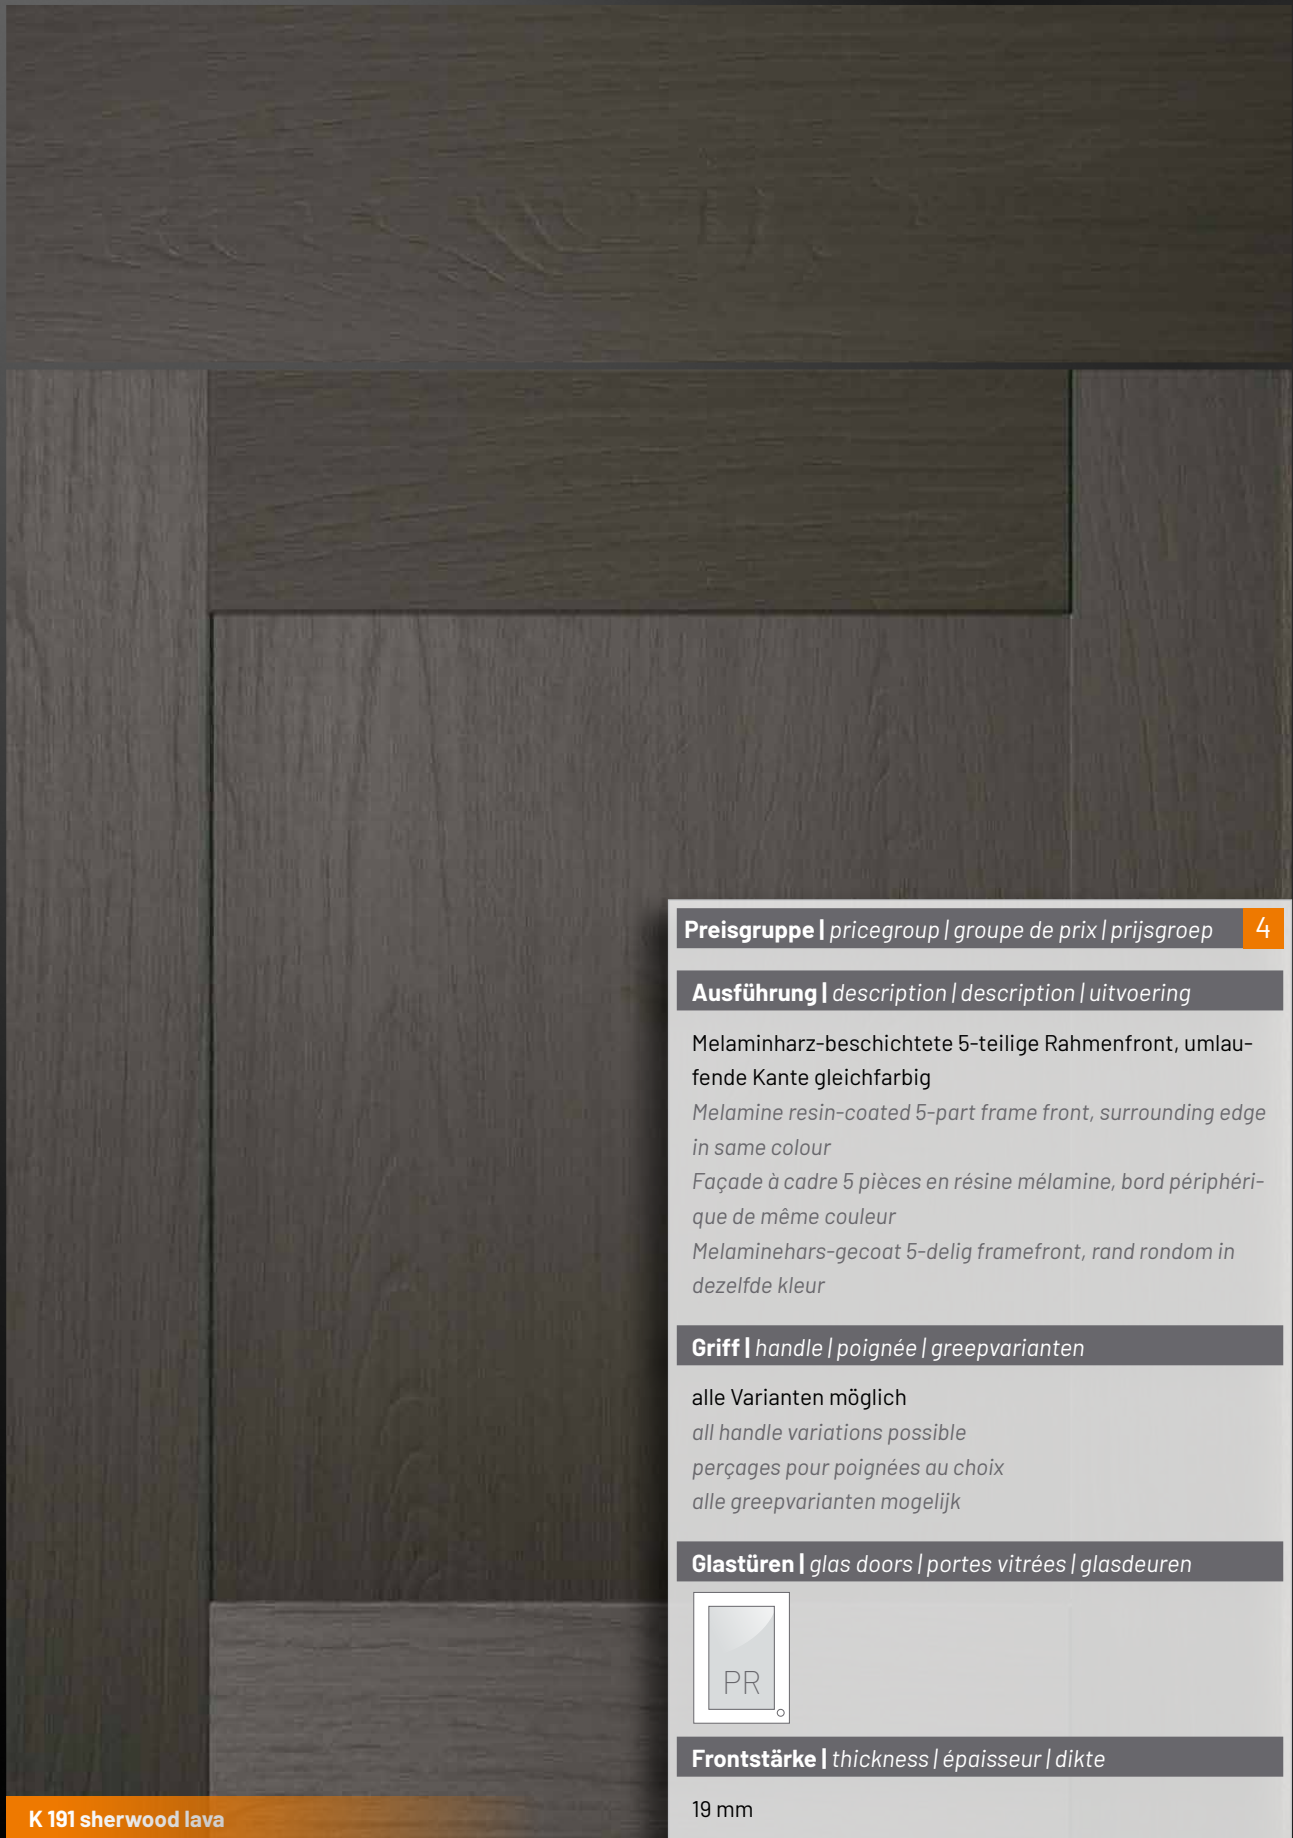 Preisgruppe | pricegroup | groupe de prix | prijsgroep 4
Ausführung | description | description | uitvoering
Melaminharz-beschichtete 5-teilige Rahmenfront, umlau-
fende Kante gleichfarbig
Melamine resin-coated 5-part frame front, surrounding edge
in same colour
Façade à cadre 5 pièces en résine mélamine, bord périphéri-
que de même couleur
Melaminehars-gecoat 5-delig framefront, rand rondom in
dezelfde kleur
Griff | handle | poignée | greepvarianten
alle Varianten möglich
all handle variations possible
perçages pour poignées au choix
alle greepvarianten mogelijk
Glastüren | glas doors | portes vitrées | glasdeuren
PR
Frontstärke | thickness | épaisseur | dikte
19 mm
K 191 sherwood lava